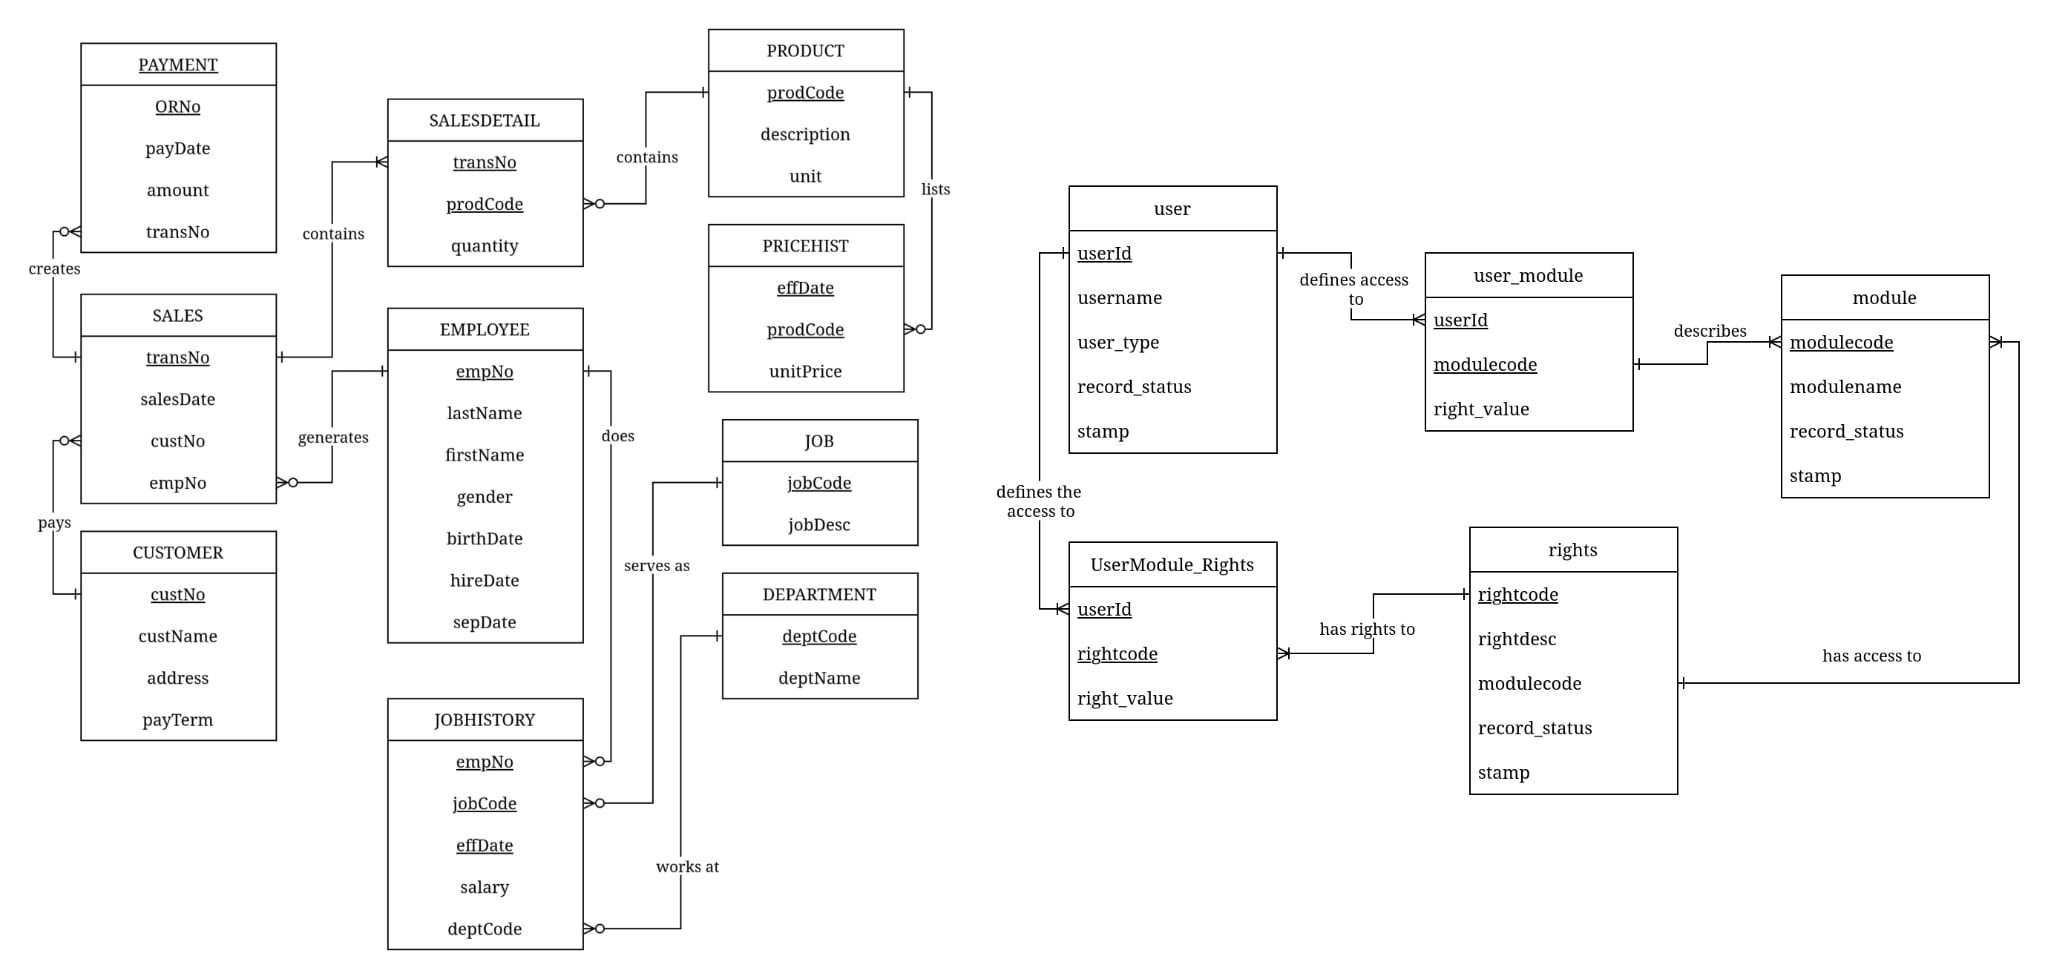 PAYMENT
ORNo
payDate
amount
transNo
creates
SALES
transNo
salesDate
custNo
empNo
pays
CUSTOMER
custNo
custName
address
payTerm
contains
generates
SALESDETAIL
transNo
prodCode
quantity
EMPLOYEE
empNo
lastName
firstName
gender
birthDate
hireDate
sepDate
JOBHISTORY
empNo
jobCode
effDate
salary
deptCode
contains
does
serves as
works at
PRODUCT
prodCode
description
unit
lists
PRICEHIST
effDate
prodCode
unitPrice
JOB
jobCode
jobDesc
DEPARTMENT
deptCode
deptName
user
userId
username
user_type
record_status
stamp
defines the
access to
UserModule_Rights
userId
rightcode
right_value
defines access
to
user_module
userId
modulecode
right_value
describes
module
modulecode
modulename
record_status
stamp
has rights to
rights
rightcode
rightdesc
modulecode
record_status
stamp
has access to